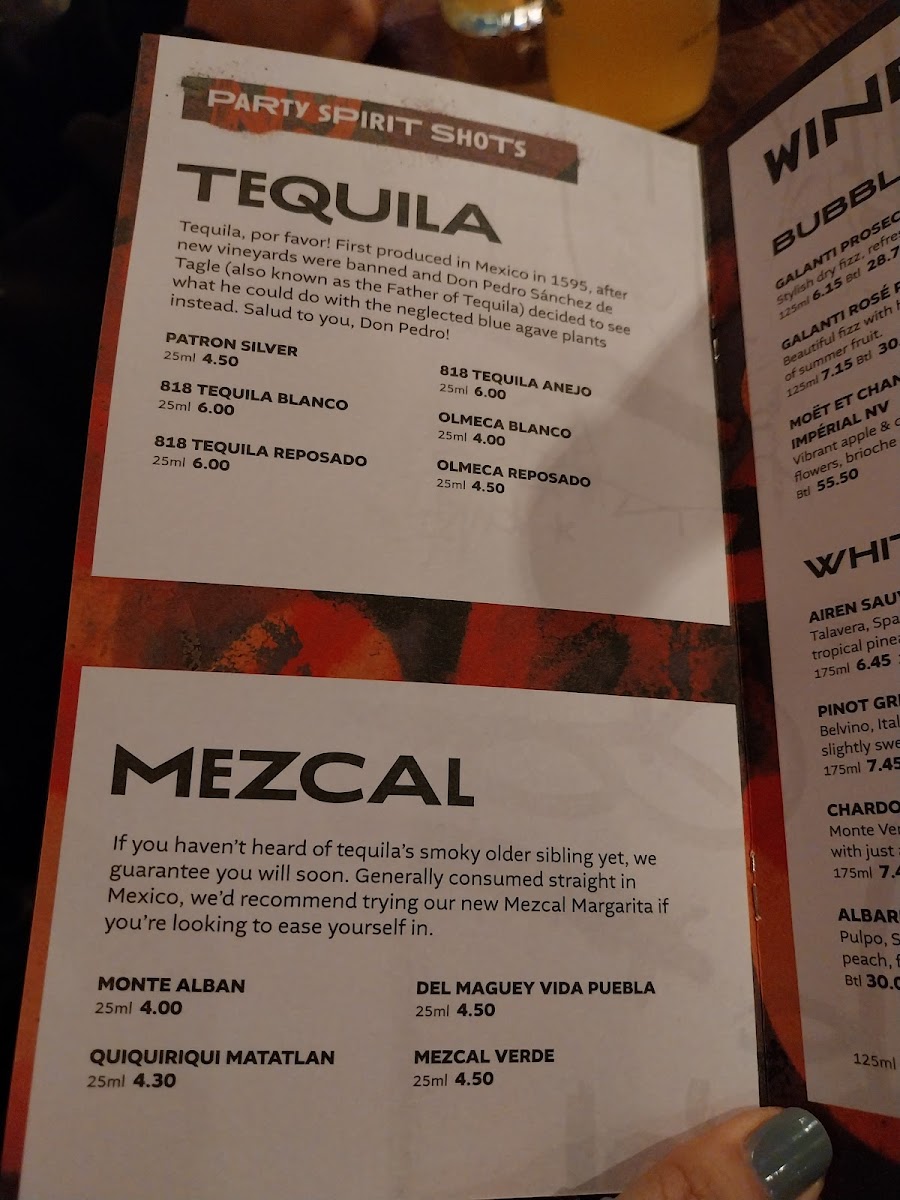 PARTY SPIRIT SHOTS
TEQUILA
Tequila, por favor! First produced in Mexico in 1595, after
new vineyards were banned and Don Pedro Sánchez de
Tagle (also known as the Father of Tequila) decided to see
what he could do with the neglected blue agave plants
instead. Salud to you, Don Pedro!
PATRON SILVER
25ml 4.50
818 TEQUILA BLANCO
25ml 6.00
818 TEQUILA REPOSADO
25ml 6.00
818 TEQUILA ANEJO
25ml 6.00
OLMECA BLANCO
25ml 4.00
OLMECA REPOSADO
25ml 4.50
MEZCAL
If you haven't heard of tequila's smoky older sibling yet, we
guarantee you will soon. Generally consumed straight in
Mexico, we'd recommend trying our new Mezcal Margarita if
you're looking to ease yourself in.
MONTE ALBAN
25ml 4.00
QUIQUIRIQUI MATATLAN
25ml 4.30
DEL MAGUEY VIDA PUEBLA
25ml 4.50
MEZCAL VERDE
25ml 4.50
WINE
BUBBL
GALANTI PROSEC
Stylish dry fizz, refres
125ml 6.15 Btl 28.7
GALANTI ROSÉ
Beautiful fizz with
of summer fruit.
125ml 7.15 Btl 30.
MOËT ET CHAN
IMPÉRIAL NV
Vibrant apple &
flowers, brioche
Btl 55.50
WHIT
AIREN SAU
Talavera, Spa
tropical pinea
175ml 6.45
PINOT GRI
Belvino, Ital
slightly swe
175ml 7.45
CHARDO
Monte Ver
with just
175ml 7.4
ALBAR
Pulpo, S
peach, f
Btl 30.0
125ml